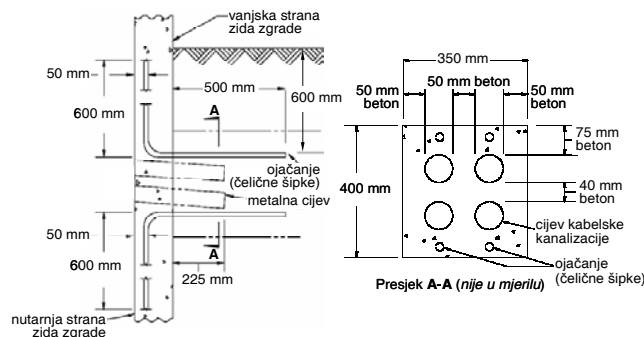 vanjska strana
zida zgrade
50 mm
500 mm
600 mm
600 mm
A
ojačanje
(čelične šipke)
metalna cijev
50 mm
600 mm
A
225 mm
nutarnja strana
zida zgrade
350 mm
50 mm
beton
50 mm
beton
50 mm
beton
75 mm
beton
400 mm
40 mm
beton
cijev kabelske
kanalizacije
ojačanje
(čelične šipke)
Presjek A-A (nije u mjerilu)